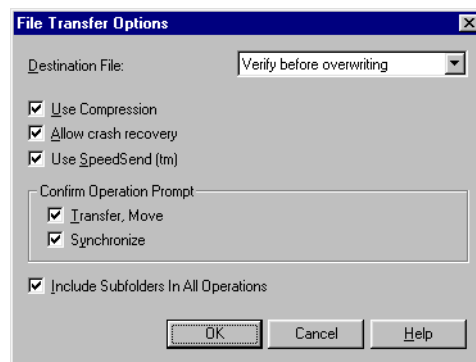 File Transfer Options
Destination File: Verify before overwriting
Use Compression
Allow crash recovery
Use SpeedSend (tm)
Confirm Operation Prompt
Transfer, Move
Synchronize
Include Subfolders In All Operations
OK Cancel Help